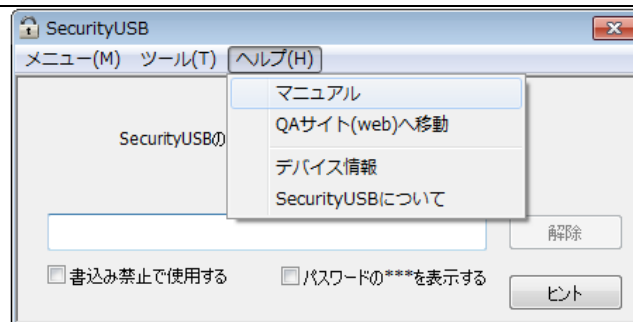 SecurityUSB
メニュー(M) ツール(T) ヘルプ(H)
マニュアル
QAサイト(web)へ移動
SecurityUSBの
デバイス情報
SecurityUSBについて
解除
書込み禁止で使用する パスワードの***を表示する
ヒント